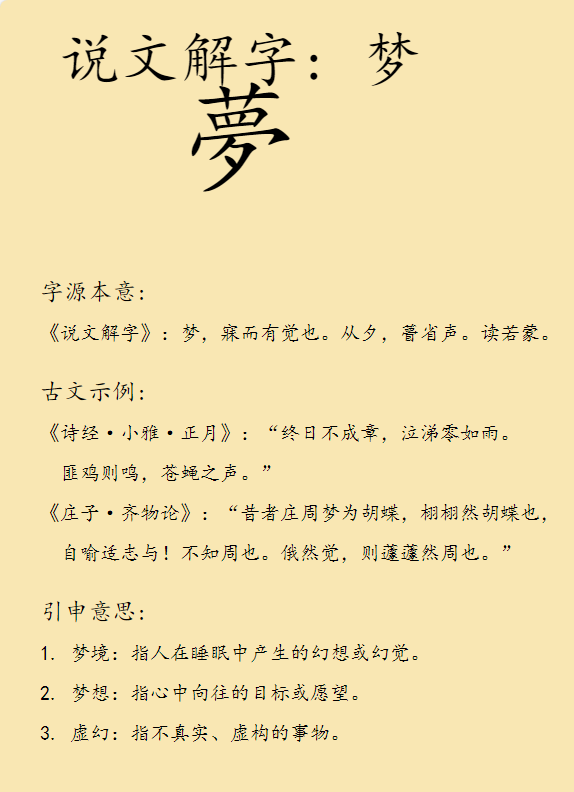 说文解字: 梦
夢
字源本意:
《说文解字》: 梦，寐而有觉也。从夕，瞢省声。读若蒙。
古文示例:
《诗经·小雅·正月》: “终日不成章，泣涕零如雨。
匪鸡则鸣，苍蝇之声。”
《庄子·齐物论》: “昔者庄周梦为胡蝶，栩栩然胡蝶也，
自喻适志与! 不知周也。俄然觉，则蘧蘧然周也。”
引申意思:
1. 梦境: 指人在睡眠中产生的幻想或幻觉。
2. 梦想: 指心中向往的目标或愿望。
3. 虚幻: 指不真实、虚构的事物。